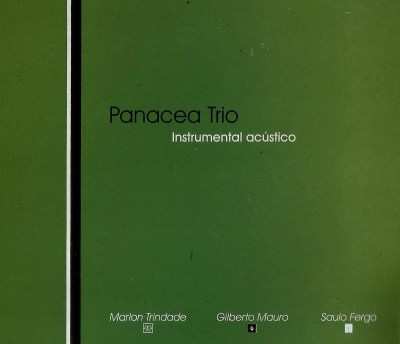 Panacea Trio
Instrumental acústico
Marlon Trindade Gilberto Mauro Saulo Fergo